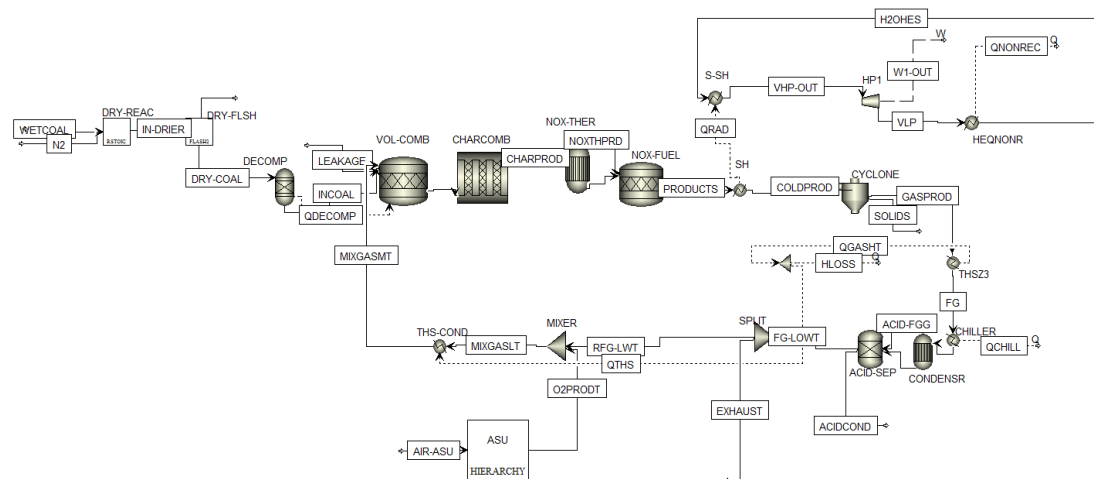 H2OHES
QNONREC
Q
W
W1-OUT
S-SH
HP1
VHP-OUT
VLP
HEQNONR
QRAD
DRY-REAC
DRY-FLSH
WETCOAL
IN-DRIER
N2
RSTOIC
FLASH2
NOX-THER
NOXTHPRD
VOL-COMB
CHARCOMB
NOX-FUEL
LEAKAGE
CHARPROD
SH
CYCLONE
DECOMP
DRY-COAL
INCOAL
PRODUCTS
COLDPROD
GASPROD
QDECOMP
SOLIDS
QGASHT
MIXGASMT
HLOSS
Q
THSZ3
FG
SPLIT
ACID-FGG
CHILLER
Q
THS-COND
MIXER
MIXGASLT
RFG-LWT
FG-LOWT
QCHILL
QTHS
ACID-SEP
CONDENSR
O2PRODT
EXHAUST
ACIDCOND
AIR-ASU
ASU
HIERARCHY